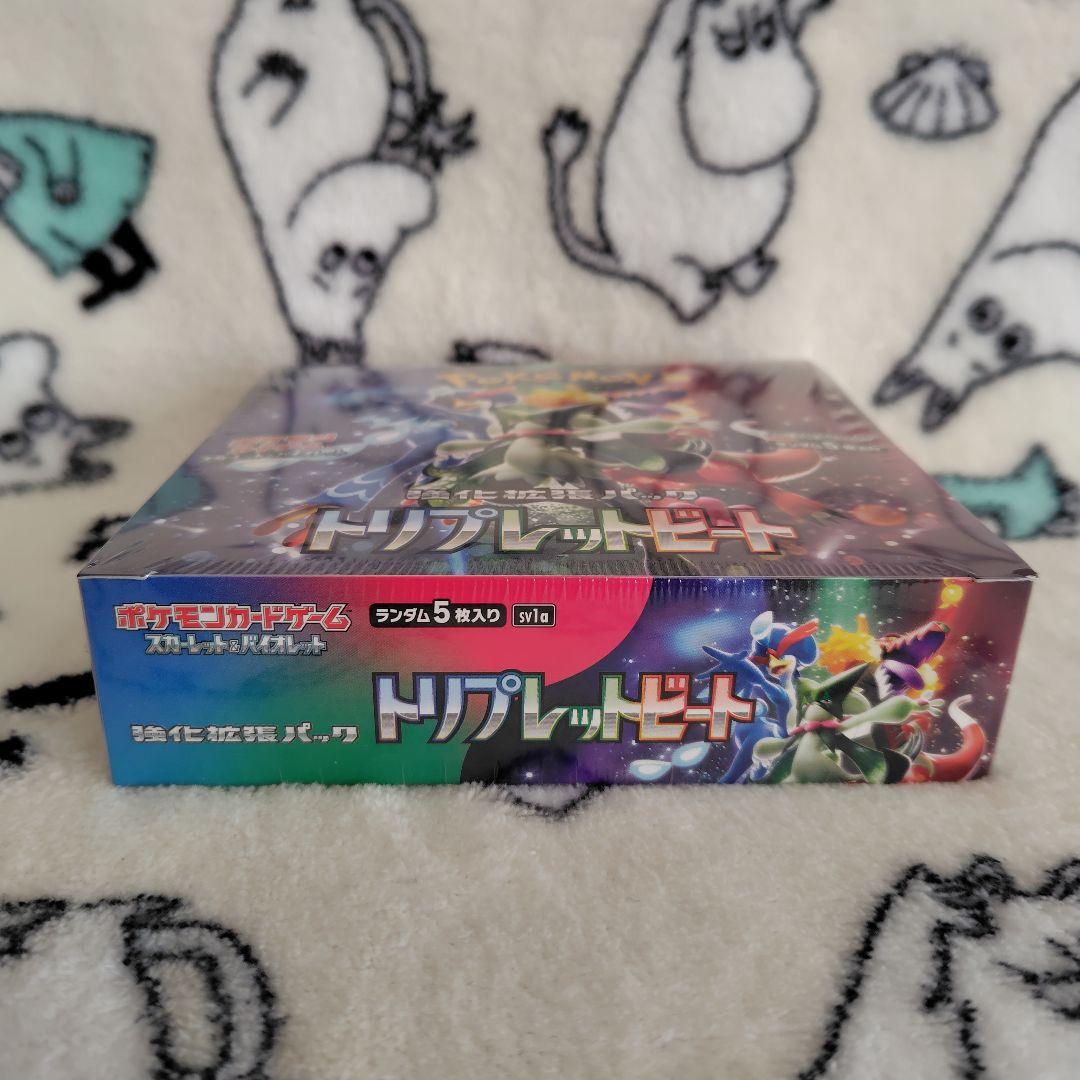 Pokémon
強化拡張パック
トリプレットビート
ポケモンカードゲーム
スカーレット&バイオレット
ランダム5枚入り sv1a
強化拡張パック
トリプレットビート